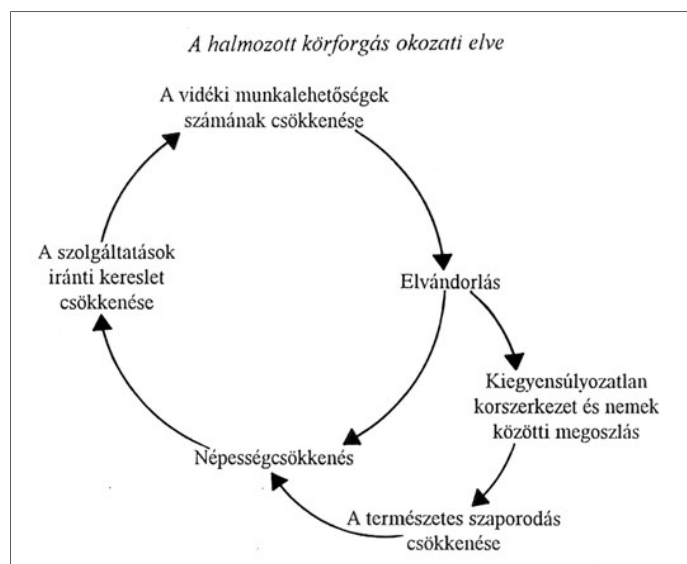 A halmozott körforgás okozati elve
A vidéki munkalehetőségek
számának csökkenése
A szolgáltatások
iránti kereslet
csökkenése
Elvándorlás
Kiegyensúlyozatlan
korszerkezet és nemek
közötti megoszlás
Népességcsökkenés
A természetes szaporodás
csökkenése